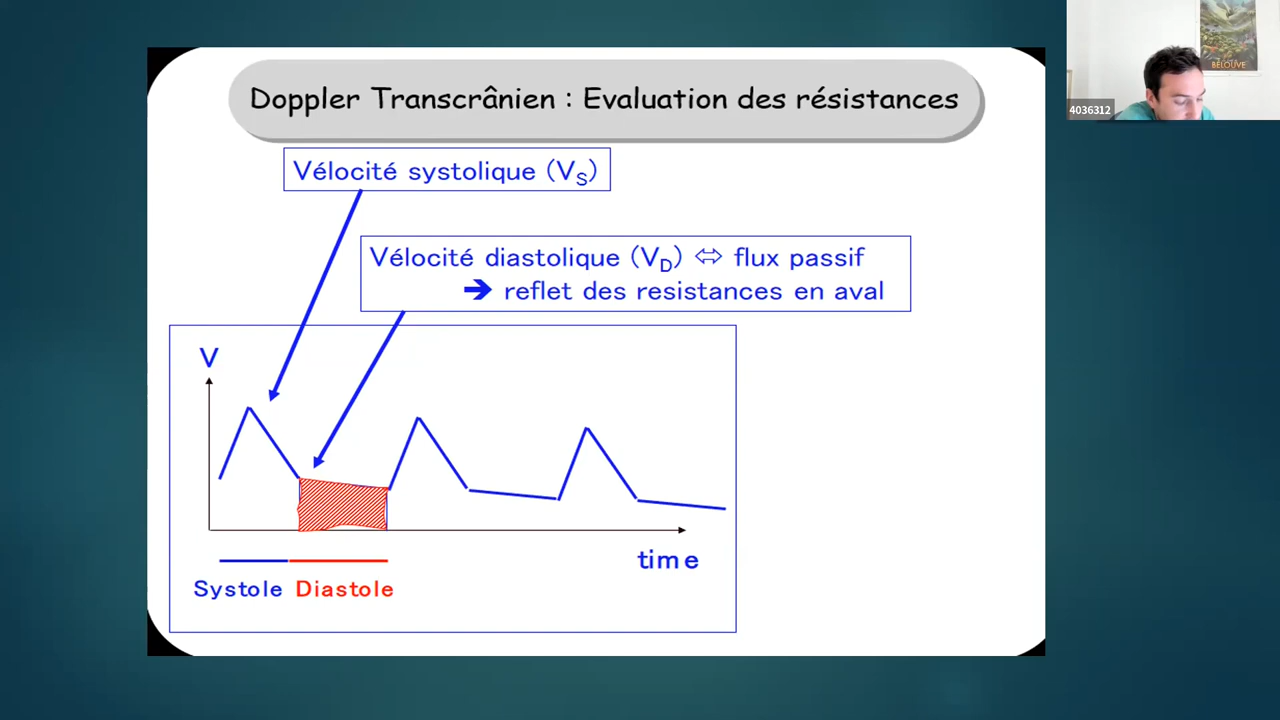 Doppler Transcrânien : Evaluation des résistances
4036312
BÉLOUVE
Vélocité systolique (VS)
Vélocité diastolique (VD) ⇔ flux passif
➔ reflet des resistances en aval
V
time
Systole Diastole